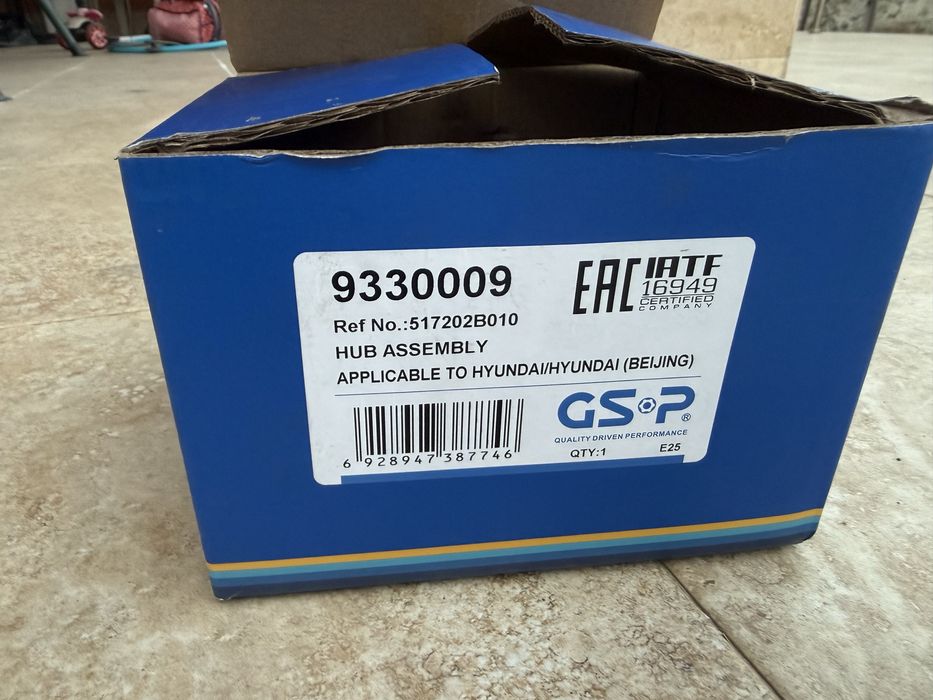 9330009
EAC IATF
16949
CERTIFIED
COMPANY
Ref No.:517202B010
HUB ASSEMBLY
APPLICABLE TO HYUNDAI/HYUNDAI (BEIJING)
GSP®
QUALITY DRIVEN PERFORMANCE
6 928947 387746
QTY:1 E25